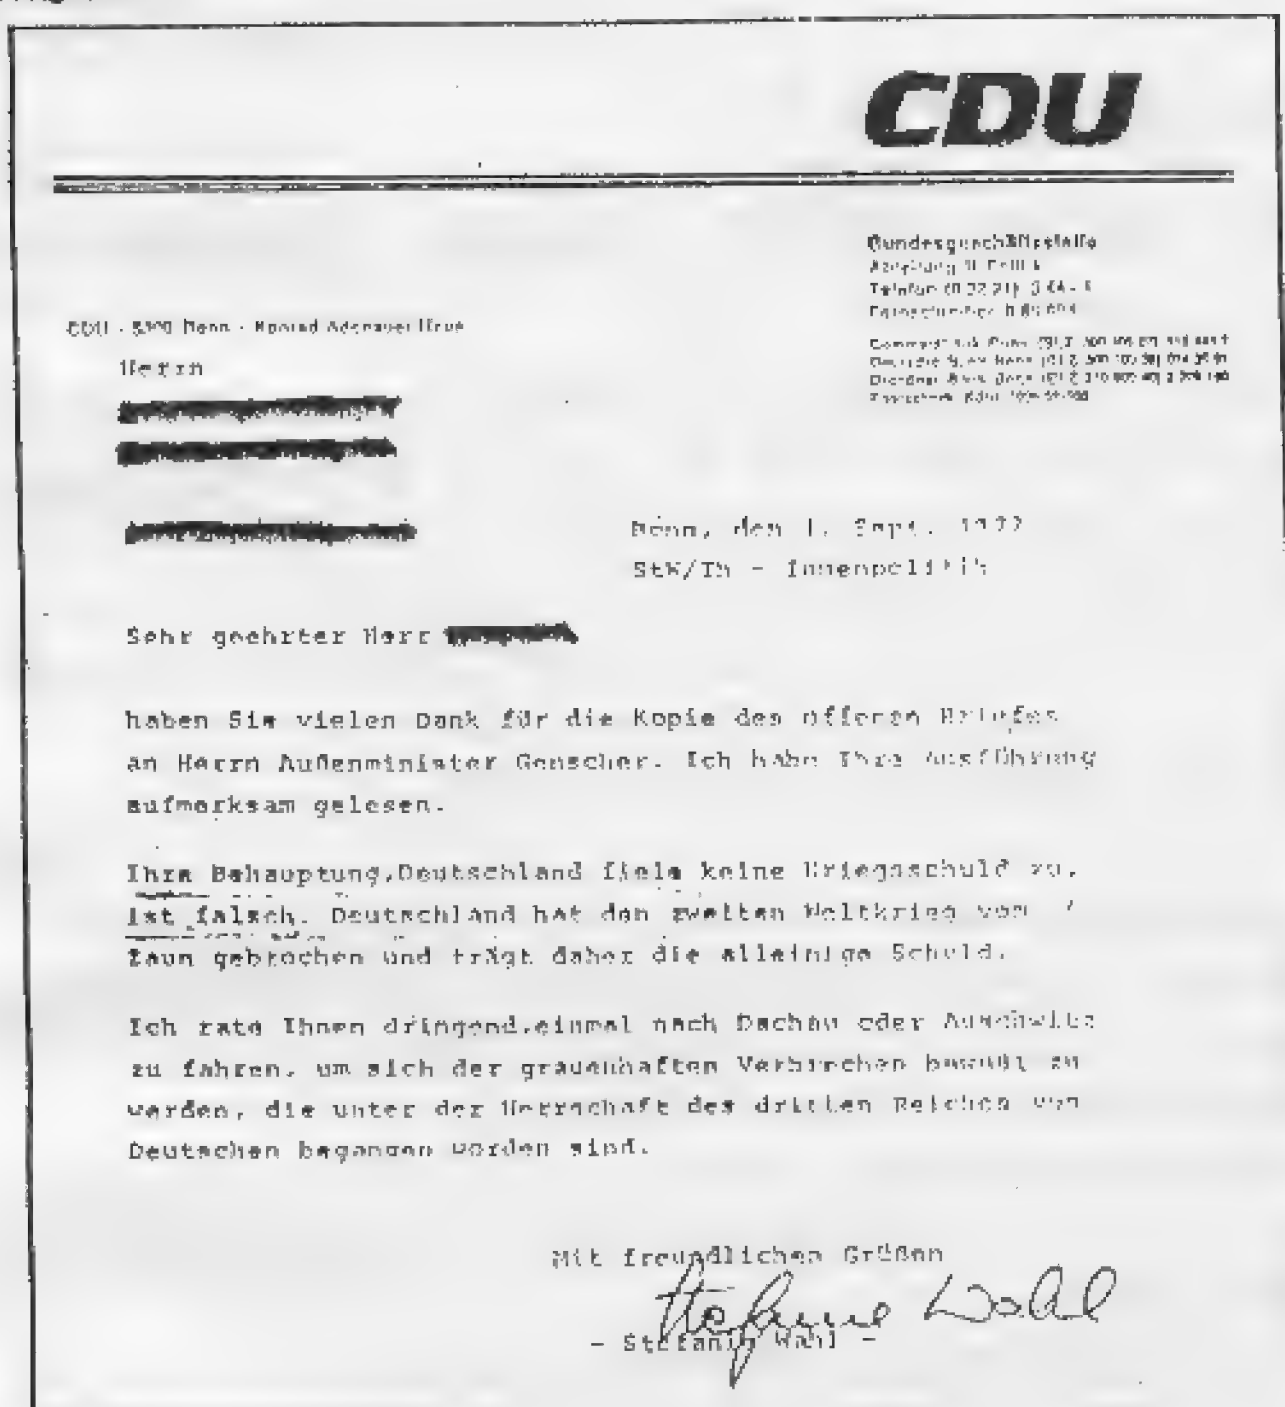 CDU
Bundesgeschäftsstelle
CDU · 5300 Bonn · Konrad-Adenauer-Haus
Herrn
Bonn, den 1. Sept. 1977
StW/Th - Innenpolitik
Sehr geehrter Herr
haben Sie vielen Dank für die Kopie des offenen Briefes
an Herrn Außenminister Genscher. Ich habe Ihre Ausführung
aufmerksam gelesen.
Ihre Behauptung,Deutschland fiele keine Kriegsschuld zu,
ist falsch. Deutschland hat den zweiten Weltkrieg vom
Zaun gebrochen und trägt daher die alleinige Schuld.
Ich rate Ihnen dringend,einmal nach Dachau oder Auschwitz
zu fahren, um sich der grauenhaften Verbrechen bewußt zu
werden, die unter der Herrschaft des dritten Reiches von
Deutschen begangen worden sind.
Mit freundlichen Grüßen
Stefanie Wahl
- Stefanie Wahl -